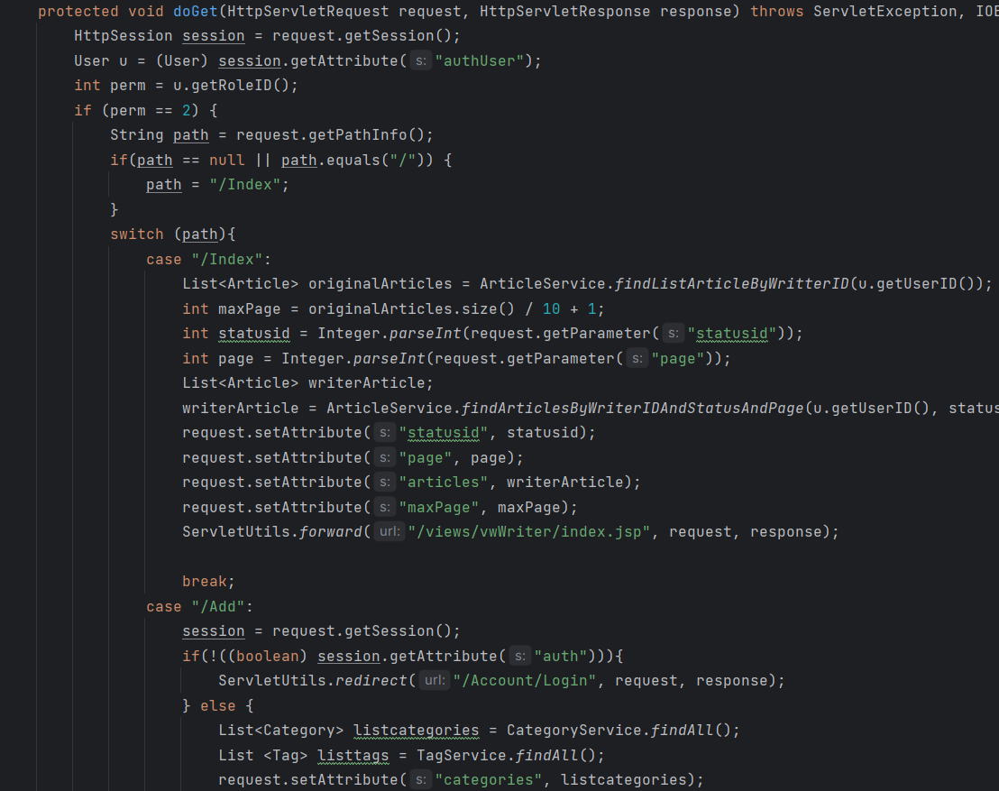 protected void doGet(HttpServletRequest request, HttpServletResponse response) throws ServletException, IOE
HttpSession session = request.getSession();
User u = (User) session.getAttribute( s: "authUser");
int perm = u.getRoleID();
if (perm == 2) {
String path = request.getPathInfo();
if(path == null || path.equals("/")) {
path = "/Index";
}
switch (path){
case "/Index":
List<Article> originalArticles = ArticleService.findListArticleByWritterID(u.getUserID());
int maxPage = originalArticles.size() / 10 + 1;
int statusid = Integer.parseInt(request.getParameter( s: "statusid"));
int page = Integer.parseInt(request.getParameter( s: "page"));
List<Article> writerArticle;
writerArticle = ArticleService.findArticlesByWriterIDAndStatusAndPage(u.getUserID(), status
request.setAttribute( s: "statusid", statusid);
request.setAttribute( s: "page", page);
request.setAttribute( s: "articles", writerArticle);
request.setAttribute( s: "maxPage", maxPage);
ServletUtils.forward( url: "/views/vwWriter/index.jsp", request, response);
break;
case "/Add":
session = request.getSession();
if(!((boolean) session.getAttribute( s: "auth"))){
ServletUtils.redirect( url: "/Account/Login", request, response);
} else {
List<Category> listcategories = CategoryService.findAll();
List <Tag> listtags = TagService.findAll();
request.setAttribute( s: "categories", listcategories);